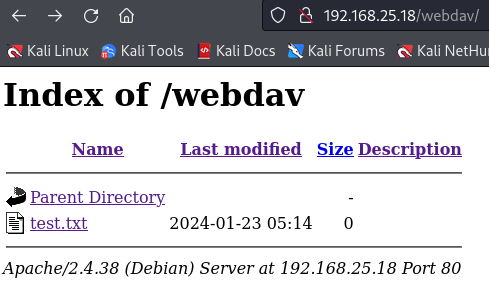 192.168.25.18/webdav/
Kali Linux Kali Tools Kali Docs Kali Forums Kali NetHun
Index of /webdav
Name Last modified Size Description
Parent Directory -
test.txt 2024-01-23 05:14 0
Apache/2.4.38 (Debian) Server at 192.168.25.18 Port 80